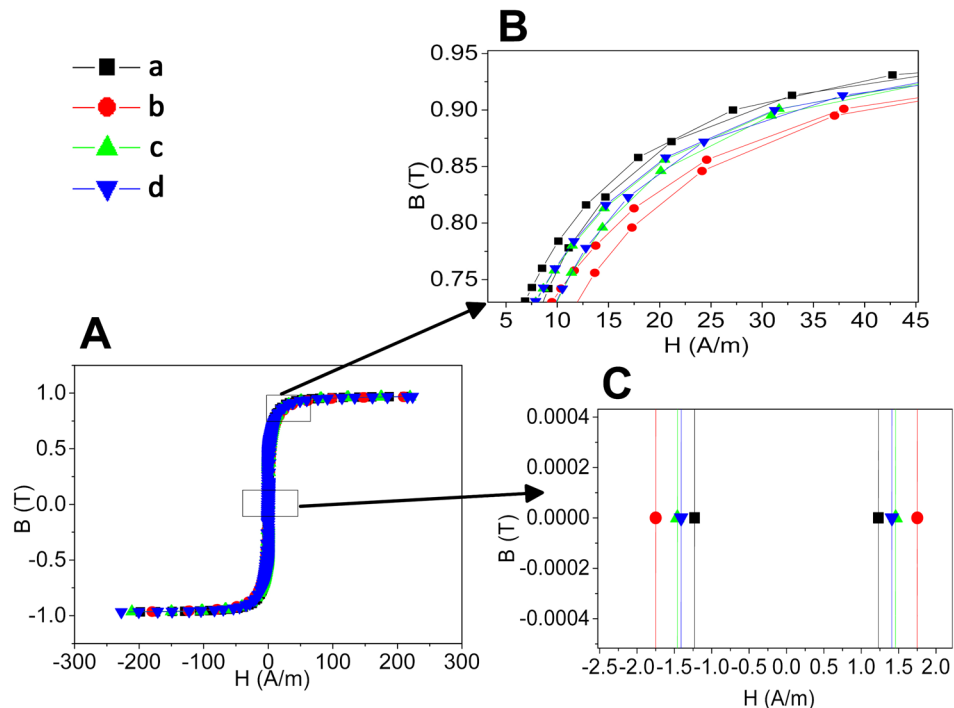 B
a
b
c
d
0.95
0.90
0.85
0.80
0.75
B (T)
5 10 15 20 25 30 35 40 45
H (A/m)
A
1.0
0.5
0.0
-0.5
-1.0
B (T)
-300 -200 -100 0 100 200 300
H (A/m)
C
0.0004
0.0002
0.0000
-0.0002
-0.0004
B (T)
-2.5 -2.0 -1.5 -1.0 -0.5 0.0 0.5 1.0 1.5 2.0
H (A/m)